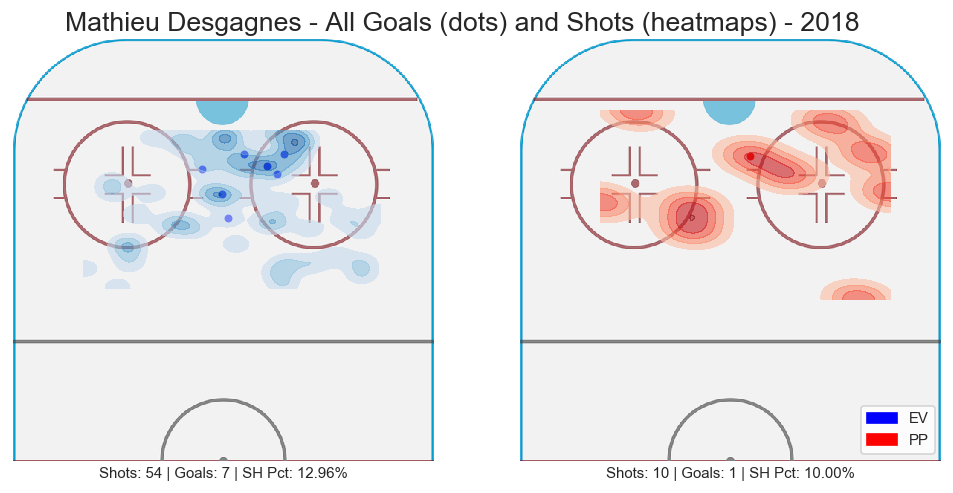 Mathieu Desgagnes - All Goals (dots) and Shots (heatmaps) - 2018
EV
PP
Shots: 54 | Goals: 7 | SH Pct: 12.96%
Shots: 10 | Goals: 1 | SH Pct: 10.00%